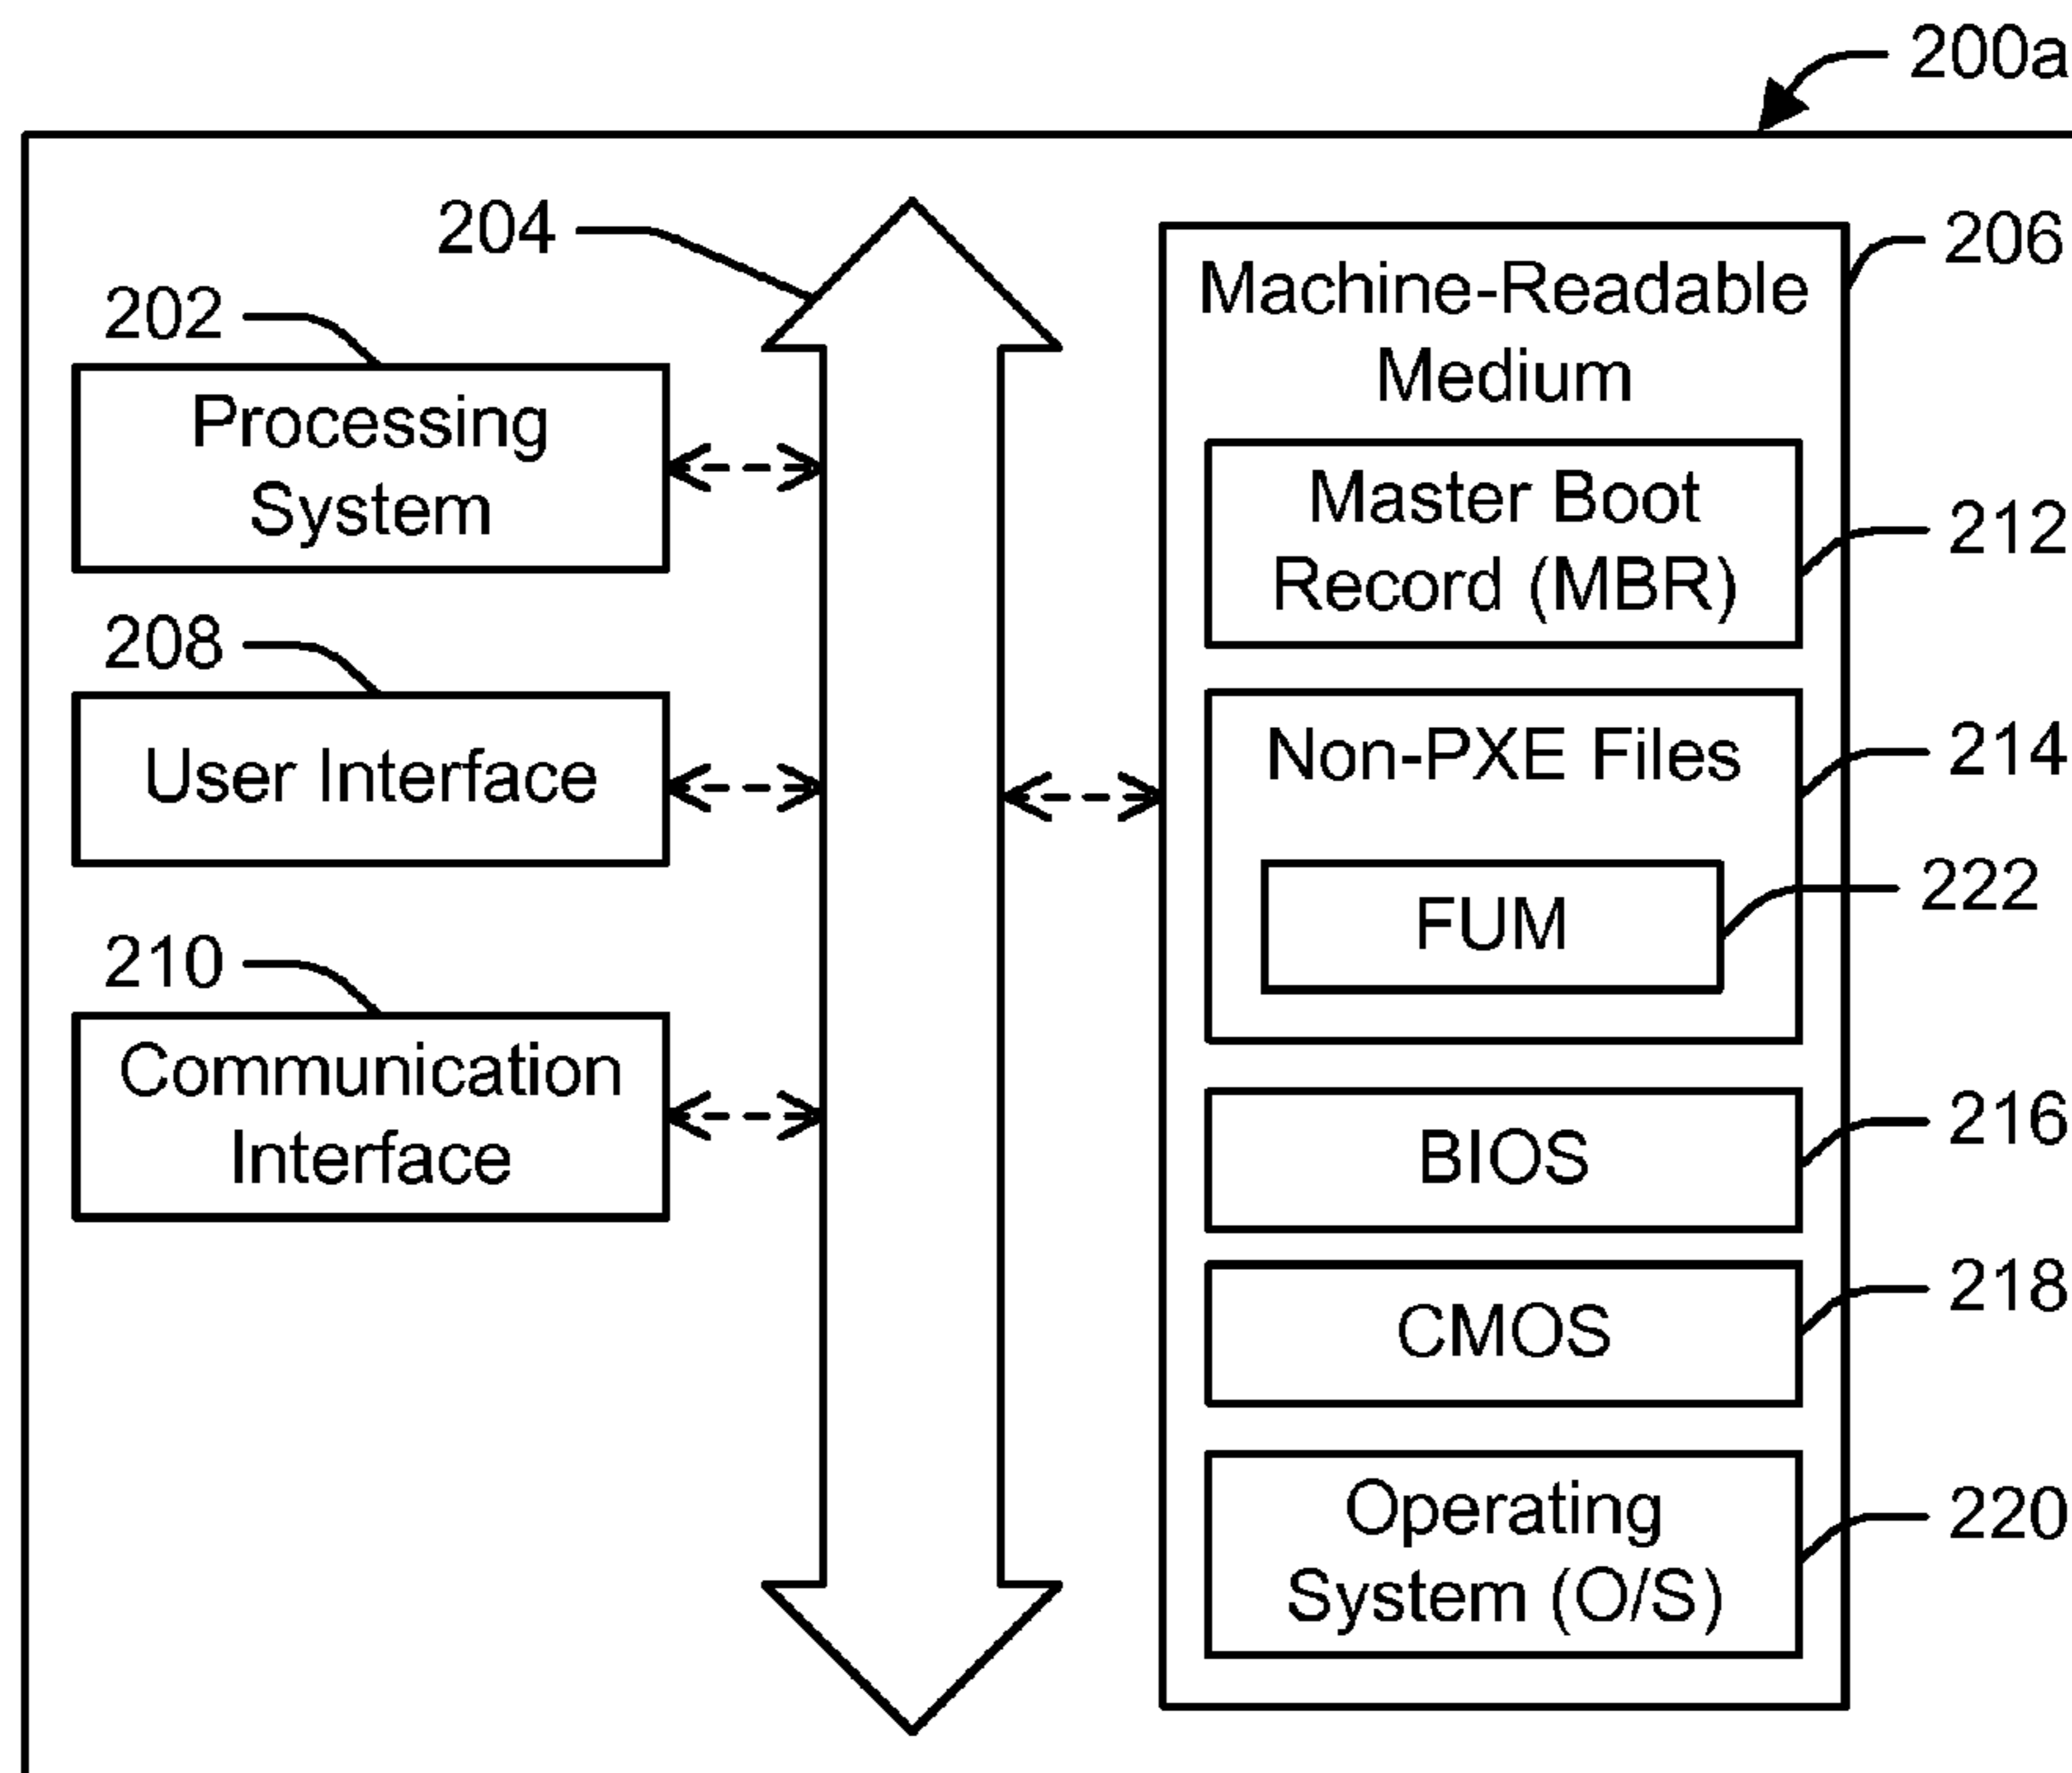 200a
204
206
Machine-Readable
Medium
202
Processing
System
Master Boot
Record (MBR)
212
208
User Interface
Non-PXE Files
214
FUM
222
210
Communication
Interface
BIOS
216
CMOS
218
Operating
System (O/S)
220